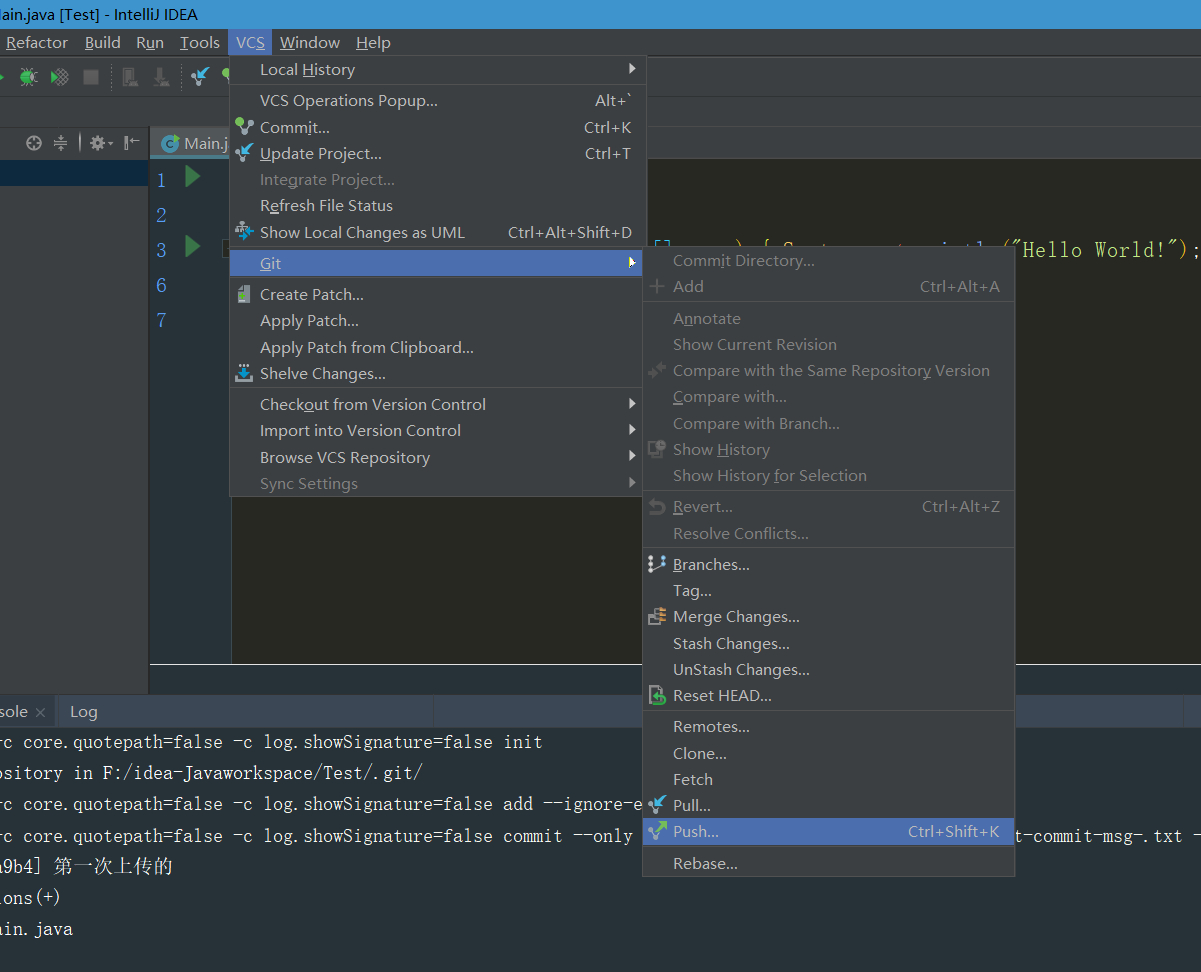 Main.java [Test] - IntelliJ IDEA
Refactor Build Run Tools VCS Window Help
Local History
VCS Operations Popup... Alt+`
Commit... Ctrl+K
Update Project... Ctrl+T
Integrate Project...
Refresh File Status
Show Local Changes as UML Ctrl+Alt+Shift+D
Git
Create Patch...
Apply Patch...
Apply Patch from Clipboard...
Shelve Changes...
Checkout from Version Control
Import into Version Control
Browse VCS Repository
Sync Settings
Commit Directory...
Add Ctrl+Alt+A
Annotate
Show Current Revision
Compare with the Same Repository Version
Compare with...
Compare with Branch...
Show History
Show History for Selection
Revert... Ctrl+Alt+Z
Resolve Conflicts...
Branches...
Tag...
Merge Changes...
Stash Changes...
UnStash Changes...
Reset HEAD...
Remotes...
Clone...
Fetch
Pull...
Push... Ctrl+Shift+K
Rebase...
Main.j
1
2
3 ("Hello World!");
6
7
sole Log
-c core.quotepath=false -c log.showSignature=false init
ository in F:/idea-Javaworkspace/Test/.git/
-c core.quotepath=false -c log.showSignature=false add --ignore-e
-c core.quotepath=false -c log.showSignature=false commit --only t-commit-msg-.txt -
a9b4] 第一次上传的
ions(+)
ain.java